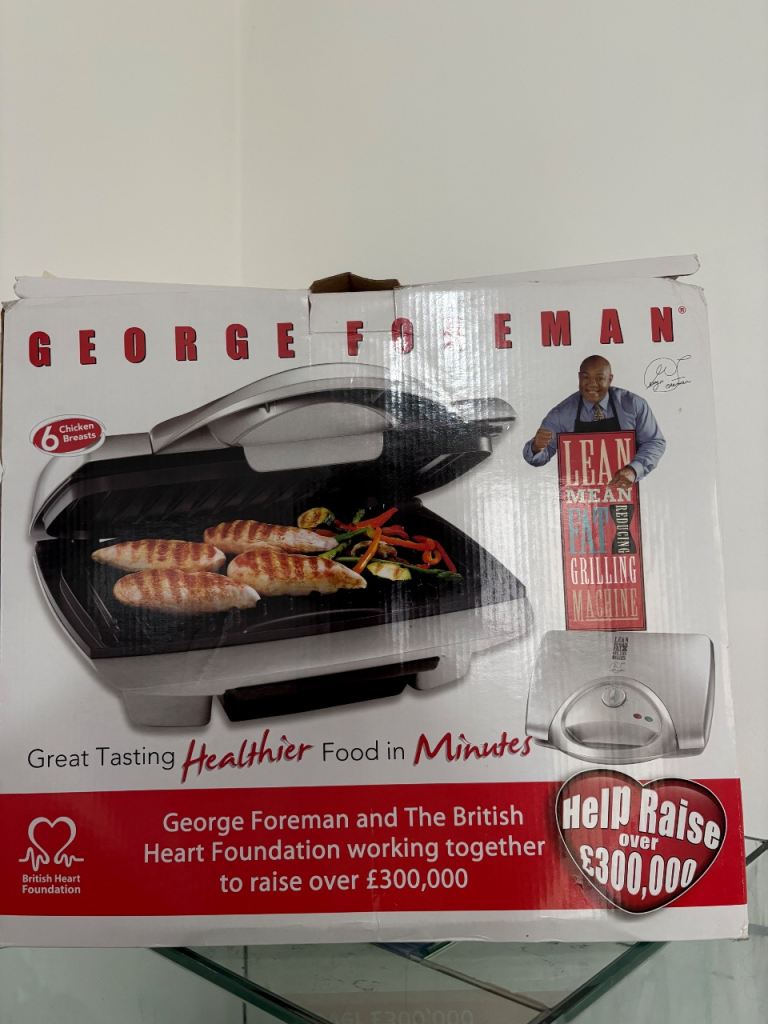 GEORGE FOREMAN®
6 Chicken
Breasts
LEAN
MEAN
FAT REDUCING
GRILLING
MACHINE
Great Tasting Healthier Food in Minutes
British Heart
Foundation
George Foreman and The British
Heart Foundation working together
to raise over £300,000
Help Raise
over
£300,000